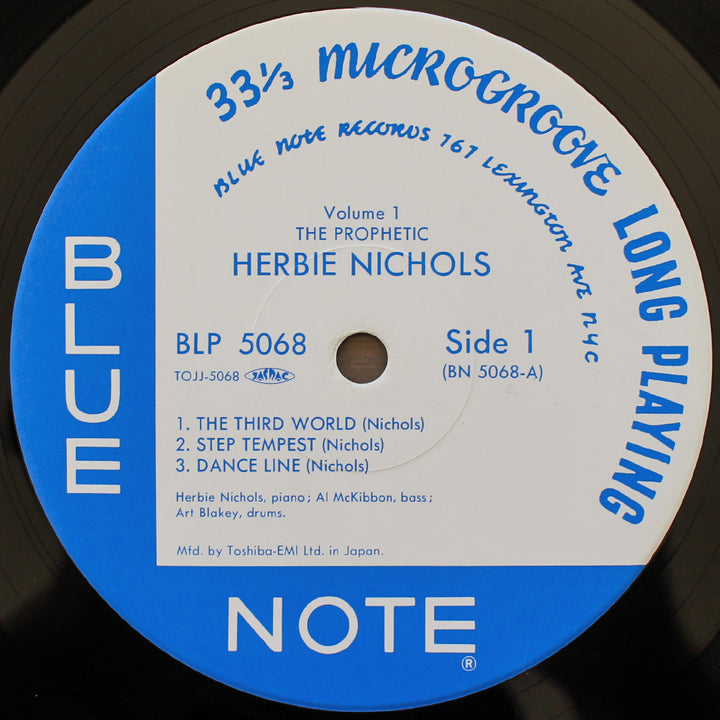 33⅓ MICROGROOVE LONG PLAYING
BLUE NOTE RECORDS 767 LEXINGTON AVE NYC
Volume 1
THE PROPHETIC
HERBIE NICHOLS
BLP 5068
Side 1
TOJJ-5068 JASRAC
(BN 5068-A)
1. THE THIRD WORLD (Nichols)
2. STEP TEMPEST (Nichols)
3. DANCE LINE (Nichols)
Herbie Nichols, piano; Al McKibbon, bass;
Art Blakey, drums.
Mfd. by Toshiba-EMI Ltd. in Japan.
BLUE
NOTE ®